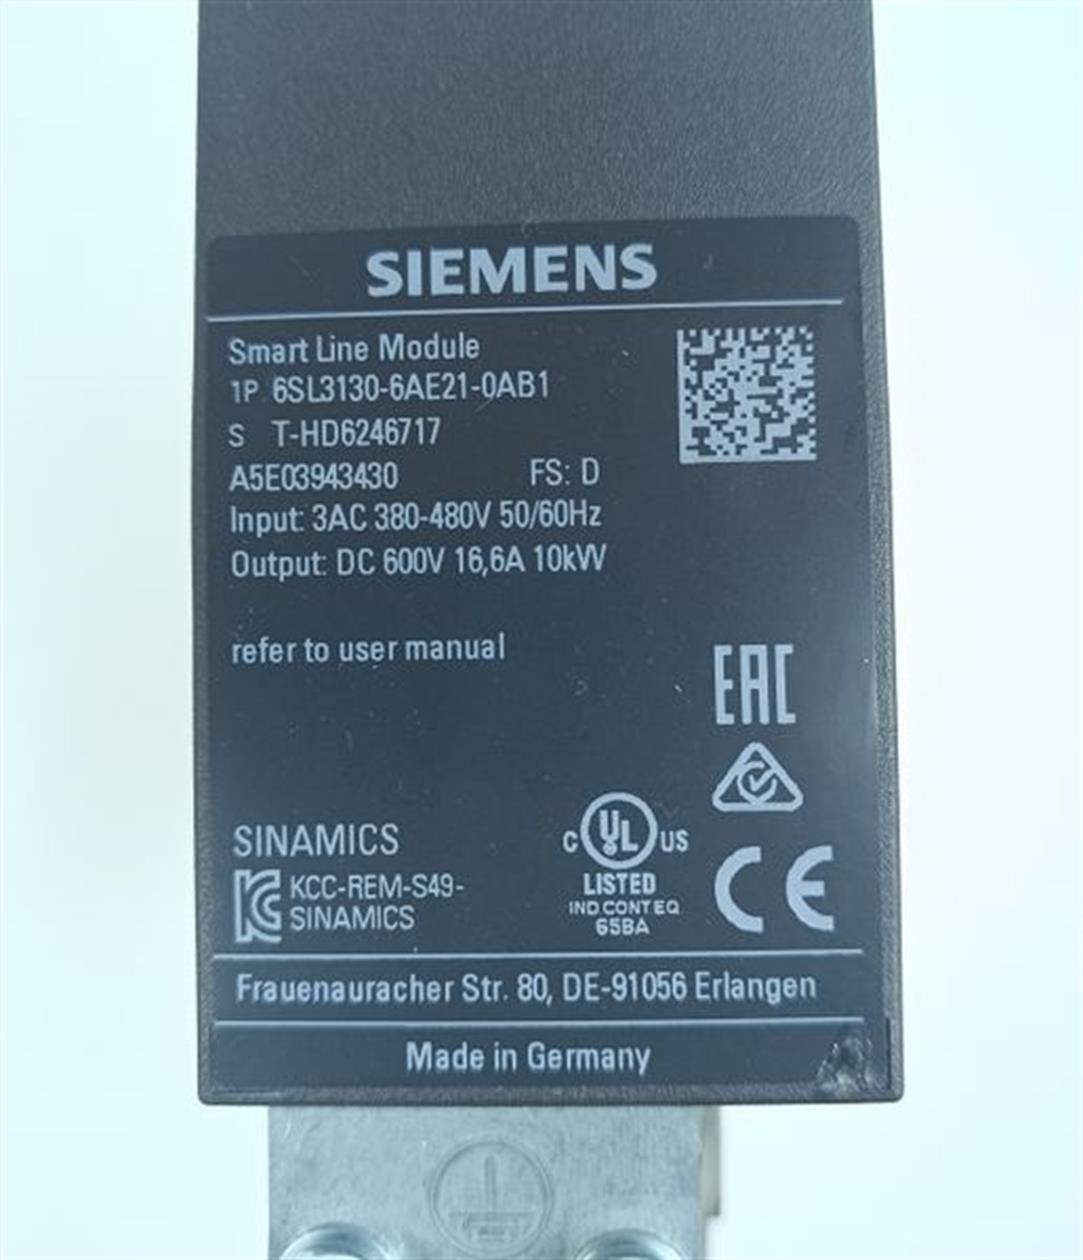 SIEMENS
Smart Line Module
1P 6SL3130-6AE21-0AB1
S T-HD6246717
A5E03943430 FS: D
Input: 3AC 380-480V 50/60Hz
Output: DC 600V 16,6A 10kW
refer to user manual
EAC
SINAMICS
KCC-REM-S49-
SINAMICS
C UL US
LISTED
IND.CONT.EQ
65BA
CE
Frauenauracher Str. 80, DE-91056 Erlangen
Made in Germany